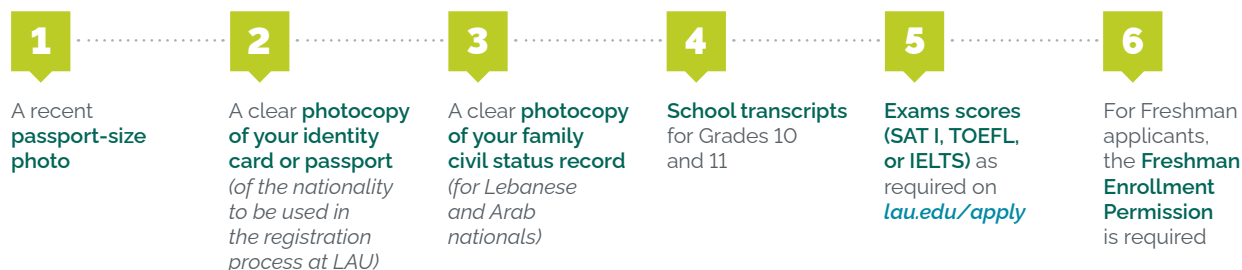 1
A recent
passport-size
photo
2
A clear photocopy
of your identity
card or passport
(of the nationality
to be used in
the registration
process at LAU)
3
A clear photocopy
of your family
civil status record
(for Lebanese
and Arab
nationals)
4
School transcripts
for Grades 10
and 11
5
Exams scores
(SAT I, TOEFL,
or IELTS) as
required on
lau.edu/apply
6
For Freshman
applicants,
the Freshman
Enrollment
Permission
is required